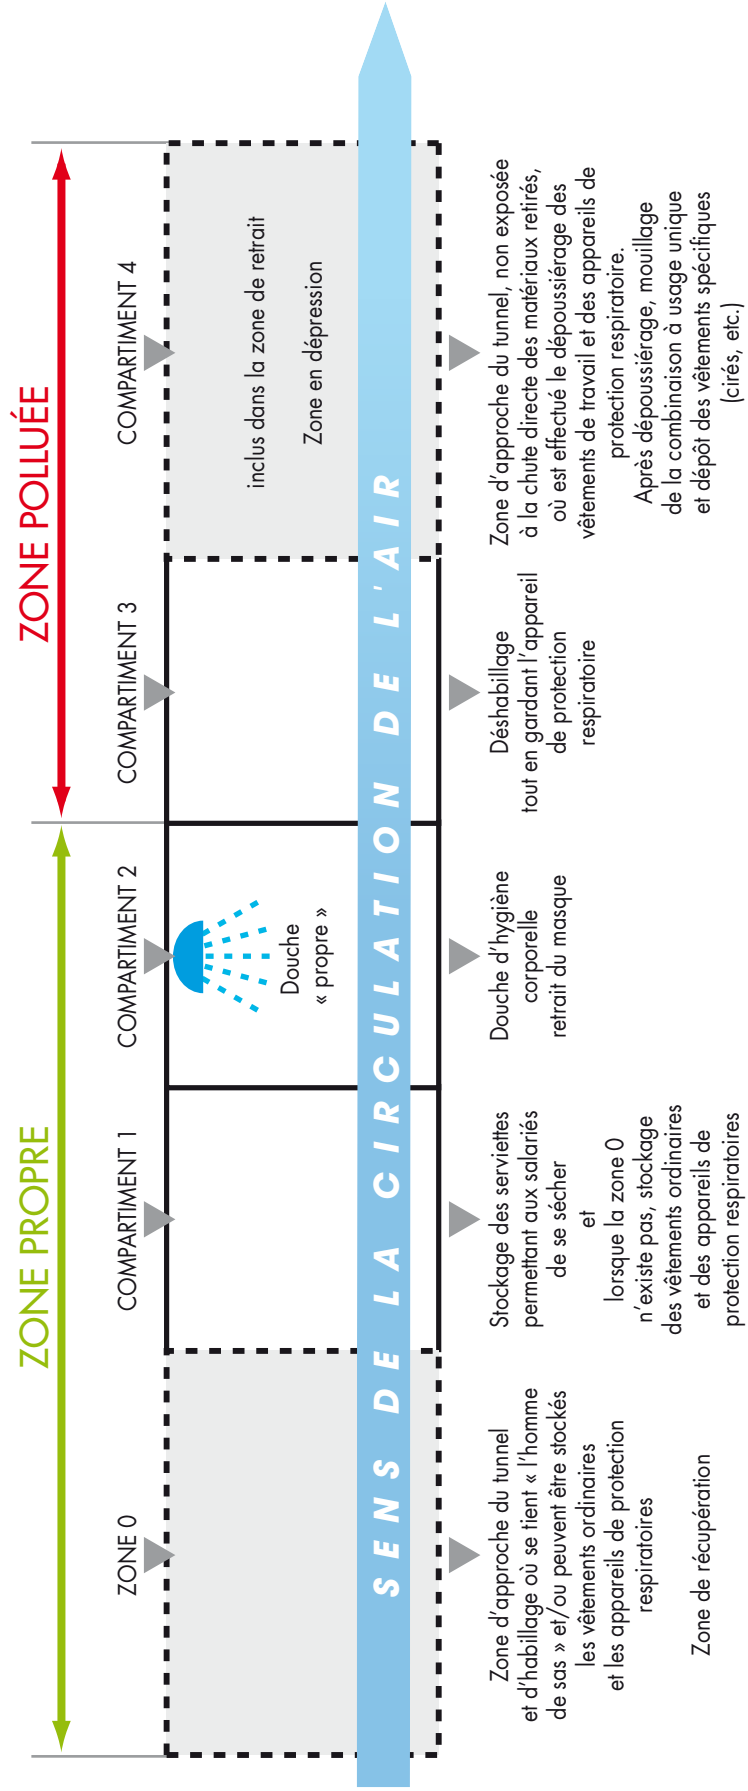 ZONE PROPRE
ZONE POLLUÉE
ZONE 0
COMPARTIMENT 1
COMPARTIMENT 2
COMPARTIMENT 3
COMPARTIMENT 4
Douche
« propre »
inclus dans la zone de retrait
Zone en dépression
SENS DE LA CIRCULATION DE L'AIR
Zone d'approche du tunnel
et d'habillage où se tient « l'homme
de sas » et/ou peuvent être stockés
les vêtements ordinaires
et les appareils de protection
respiratoires
Zone de récupération
Stockage des serviettes
permettant aux salariés
de se sécher
et
lorsque la zone 0
n'existe pas, stockage
des vêtements ordinaires
et des appareils de
protection respiratoires
Douche d'hygiène
corporelle
retrait du masque
Déshabillage
tout en gardant l'appareil
de protection
respiratoire
Zone d'approche du tunnel, non exposée
à la chute directe des matériaux retirés,
où est effectué le dépoussiérage des
vêtements de travail et des appareils de
protection respiratoire.
Après dépoussiérage, mouillage
de la combinaison à usage unique
et dépôt des vêtements spécifiques
(cirés, etc.)